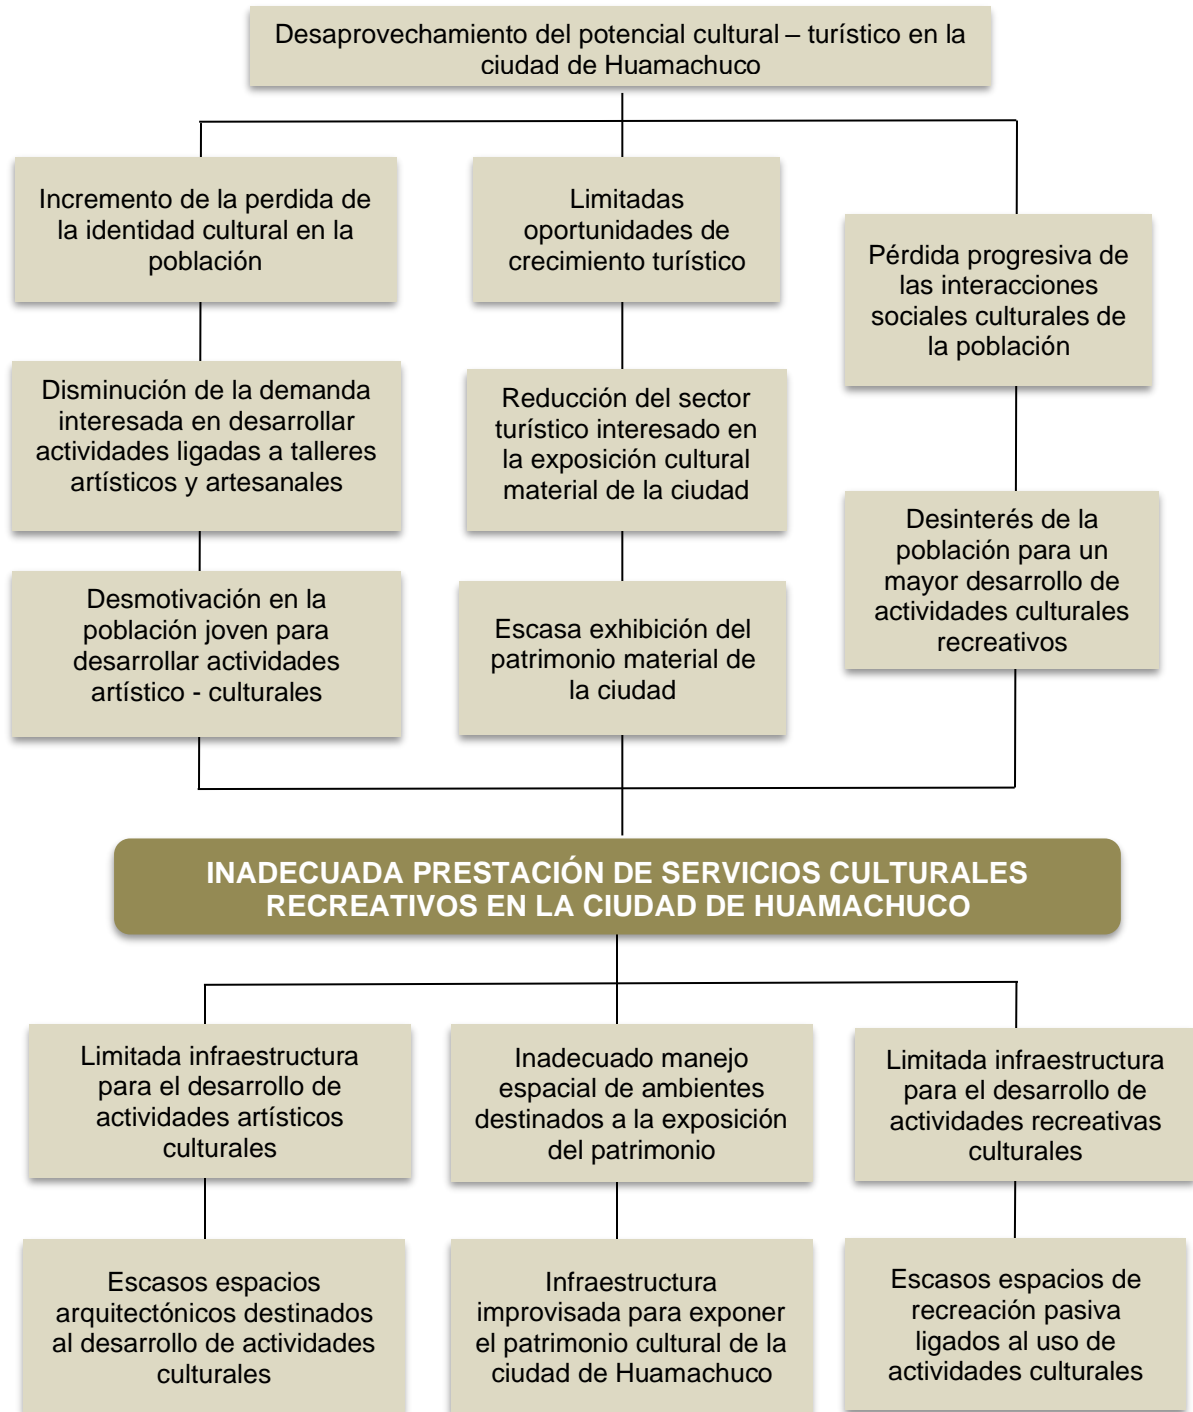 Desaprovechamiento del potencial cultural – turístico en la
ciudad de Huamachuco
Incremento de la perdida de
la identidad cultural en la
población
Limitadas
oportunidades de
crecimiento turístico
Pérdida progresiva de
las interacciones
sociales culturales de
la población
Disminución de la demanda
interesada en desarrollar
actividades ligadas a talleres
artísticos y artesanales
Reducción del sector
turístico interesado en
la exposición cultural
material de la ciudad
Desinterés de la
población para un
mayor desarrollo de
actividades culturales
recreativos
Desmotivación en la
población joven para
desarrollar actividades
artístico - culturales
Escasa exhibición del
patrimonio material de
la ciudad
INADECUADA PRESTACIÓN DE SERVICIOS CULTURALES
RECREATIVOS EN LA CIUDAD DE HUAMACHUCO
Limitada infraestructura
para el desarrollo de
actividades artísticos
culturales
Inadecuado manejo
espacial de ambientes
destinados a la exposición
del patrimonio
Limitada infraestructura
para el desarrollo de
actividades recreativas
culturales
Escasos espacios
arquitectónicos destinados
al desarrollo de actividades
culturales
Infraestructura
improvisada para exponer
el patrimonio cultural de la
ciudad de Huamachuco
Escasos espacios de
recreación pasiva
ligados al uso de
actividades culturales